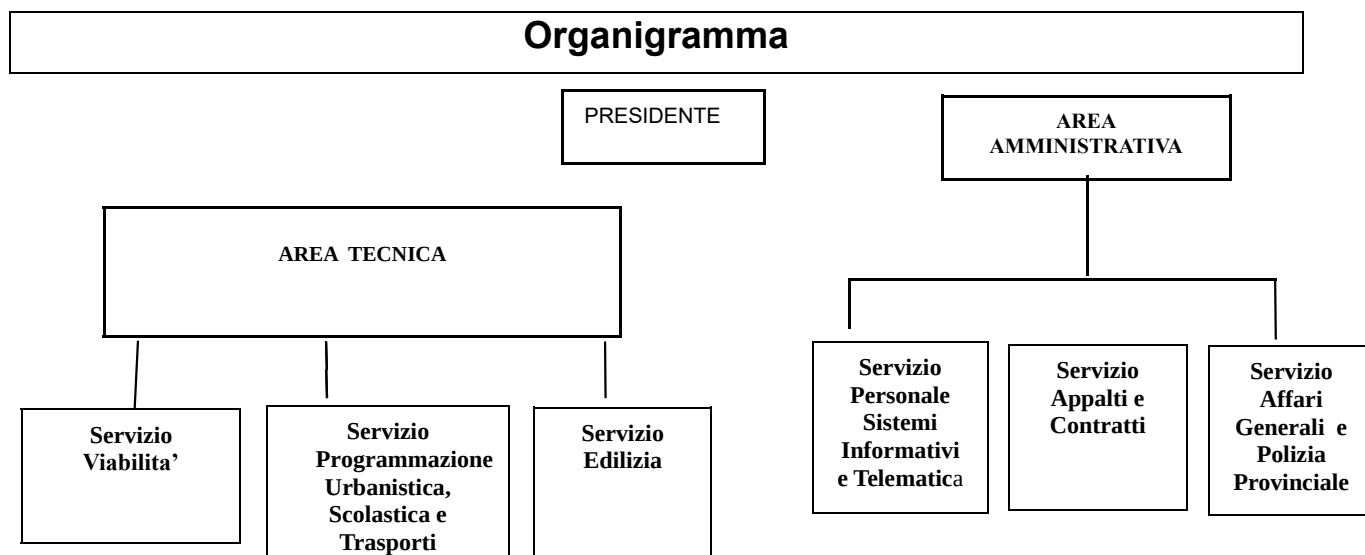 Organigramma
PRESIDENTE
AREA
AMMINISTRATIVA
AREA TECNICA
Servizio
Viabilita’
Servizio
Programmazione
Urbanistica,
Scolastica e
Trasporti
Servizio
Edilizia
Servizio
Personale
Sistemi
Informativi
e Telematica
Servizio
Appalti e
Contratti
Servizio
Affari
Generali e
Polizia
Provinciale